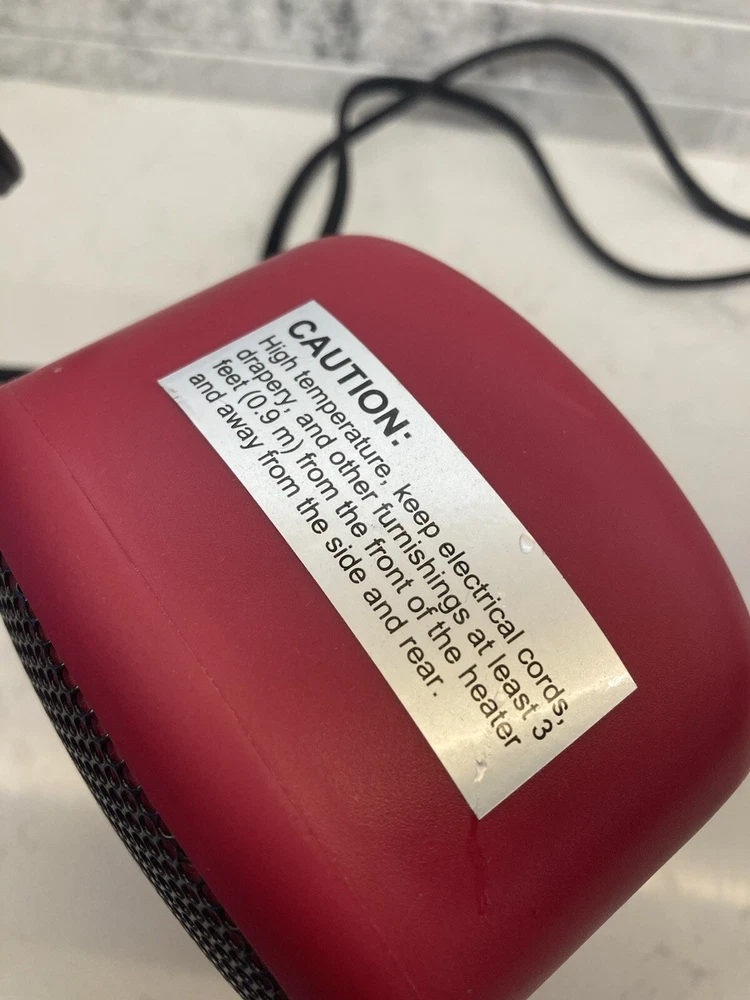 CAUTION:
High temperature, keep electrical cords,
drapery, and other furnishings at least 3
feet (0.9 m) from the front of the heater
and away from the side and rear.